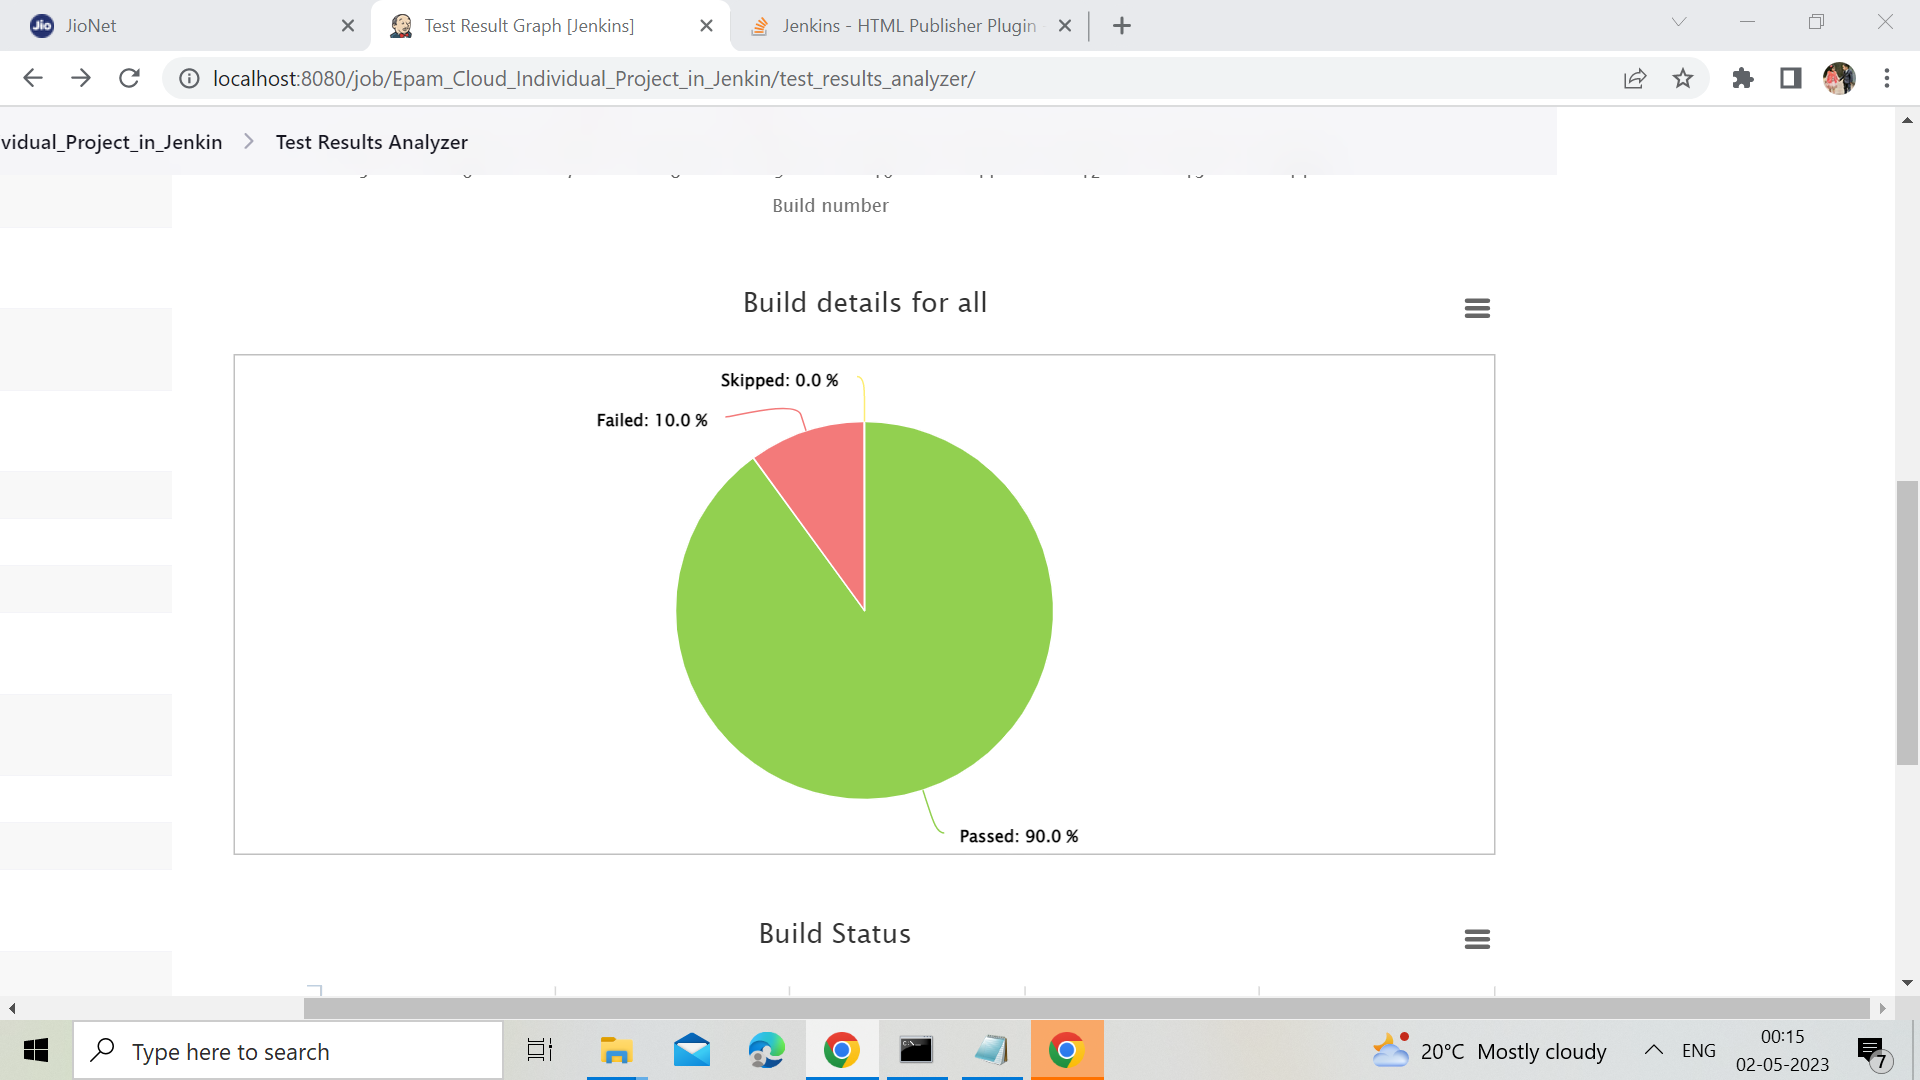 JioNet
Test Result Graph [Jenkins]
Jenkins - HTML Publisher Plugin
localhost:8080/job/Epam_Cloud_Individual_Project_in_Jenkin/test_results_analyzer/
vidual_Project_in_Jenkin
Test Results Analyzer
Build number
Build details for all
Skipped: 0.0 %
Failed: 10.0 %
Passed: 90.0 %
Build Status
Type here to search
20°C Mostly cloudy
ENG
00:15
02-05-2023
7